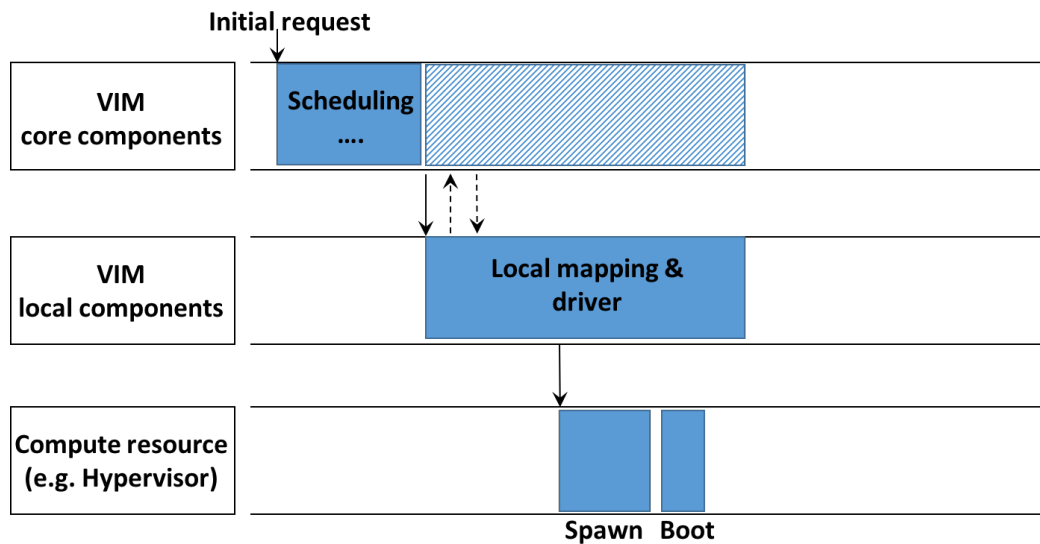 Initial request
VIM
core components
Scheduling
....
VIM
local components
Local mapping &
driver
Compute resource
(e.g. Hypervisor)
Spawn
Boot